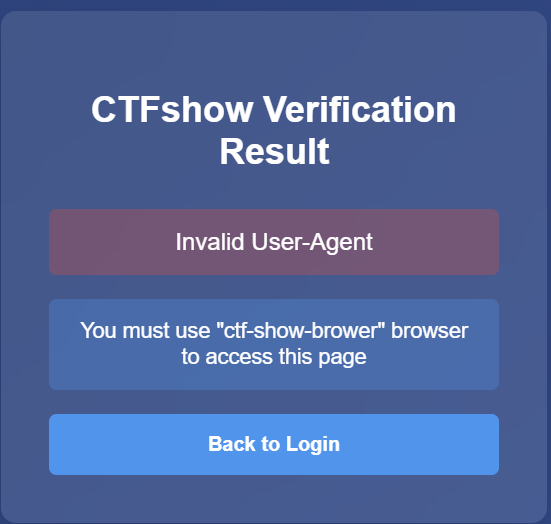 CTFshow Verification
Result
Invalid User-Agent
You must use "ctf-show-brower" browser
to access this page
Back to Login